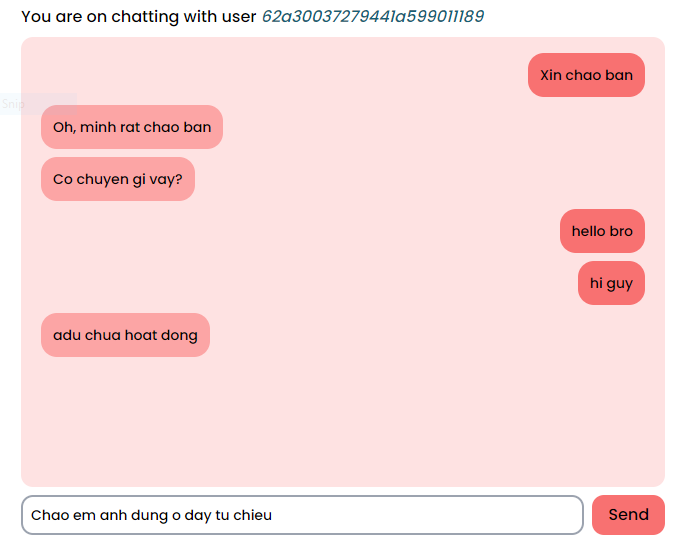 You are on chatting with user 62a30037279441a599011189
Xin chao ban
Snip
Oh, minh rat chao ban
Co chuyen gi vay?
hello bro
hi guy
adu chua hoat dong
Chao em anh dung o day tu chieu
Send